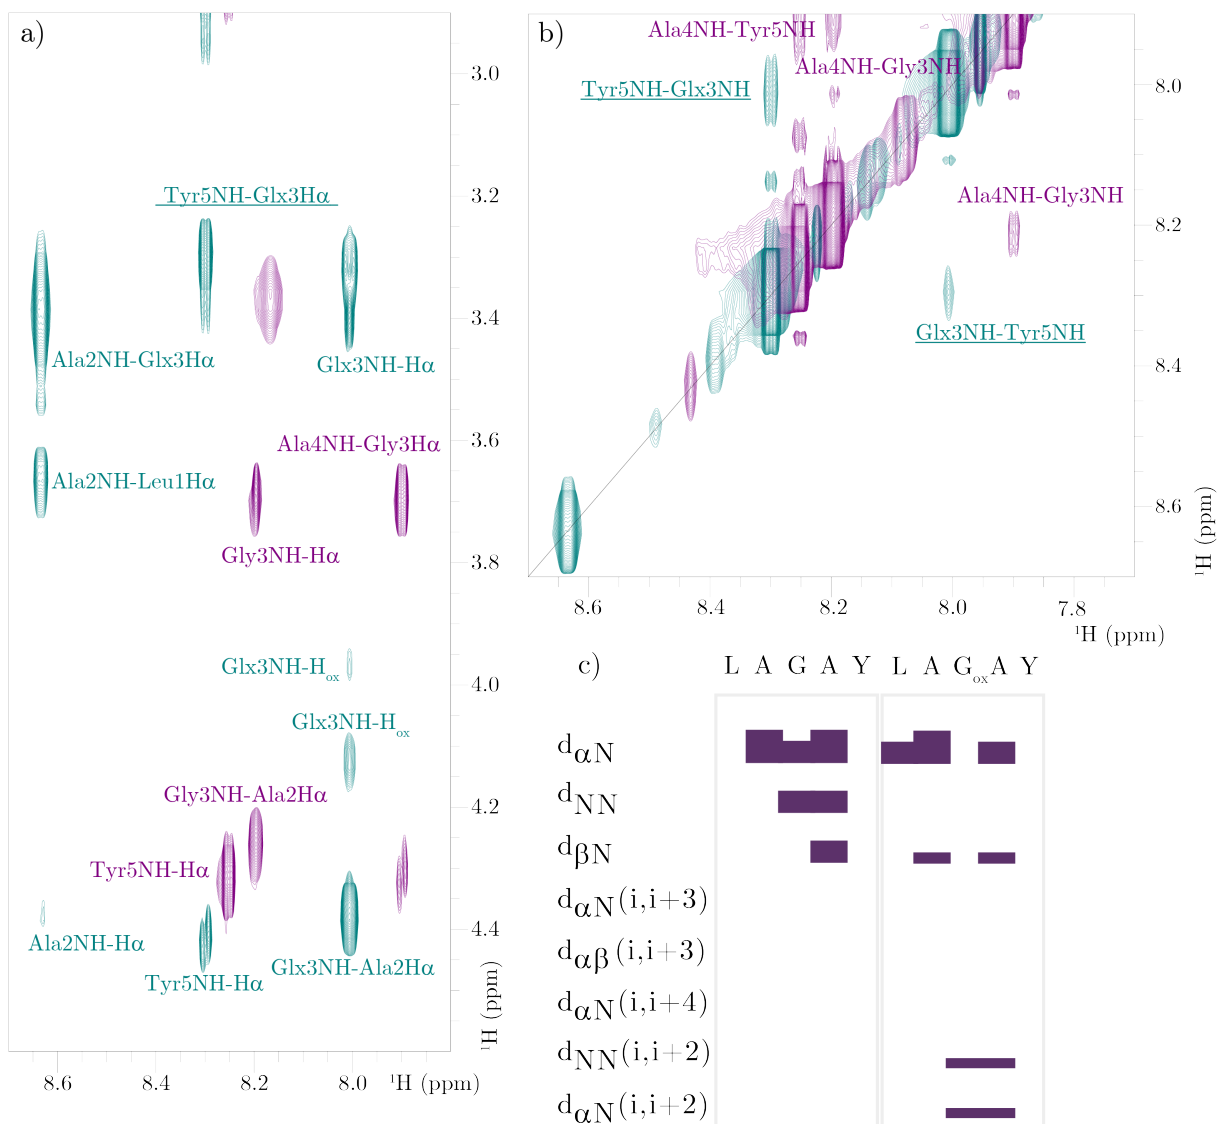 a)
3.0
3.2
3.4
3.6
3.8
4.0
4.2
4.4
Tyr5NH-Glx3Hα
Ala2NH-Glx3Hα
Glx3NH-Hα
Ala4NH-Gly3Hα
Ala2NH-Leu1Hα
Gly3NH-Hα
Glx3NH-Hox
Glx3NH-Hox
Gly3NH-Ala2Hα
Tyr5NH-Hα
Ala2NH-Hα
Glx3NH-Ala2Hα
Tyr5NH-Hα
¹H (ppm)
8.6 8.4 8.2 8.0 ¹H (ppm)
b)
Ala4NH-Tyr5NH
Ala4NH-Gly3NH
Tyr5NH-Glx3NH
Ala4NH-Gly3NH
Glx3NH-Tyr5NH
8.0
8.2
8.4
8.6
¹H (ppm)
8.6 8.4 8.2 8.0 7.8
¹H (ppm)
c)
L A G A Y L A Gox A Y
dαN
dNN
dβN
dαN(i,i+3)
dαβ(i,i+3)
dαN(i,i+4)
dNN(i,i+2)
dαN(i,i+2)